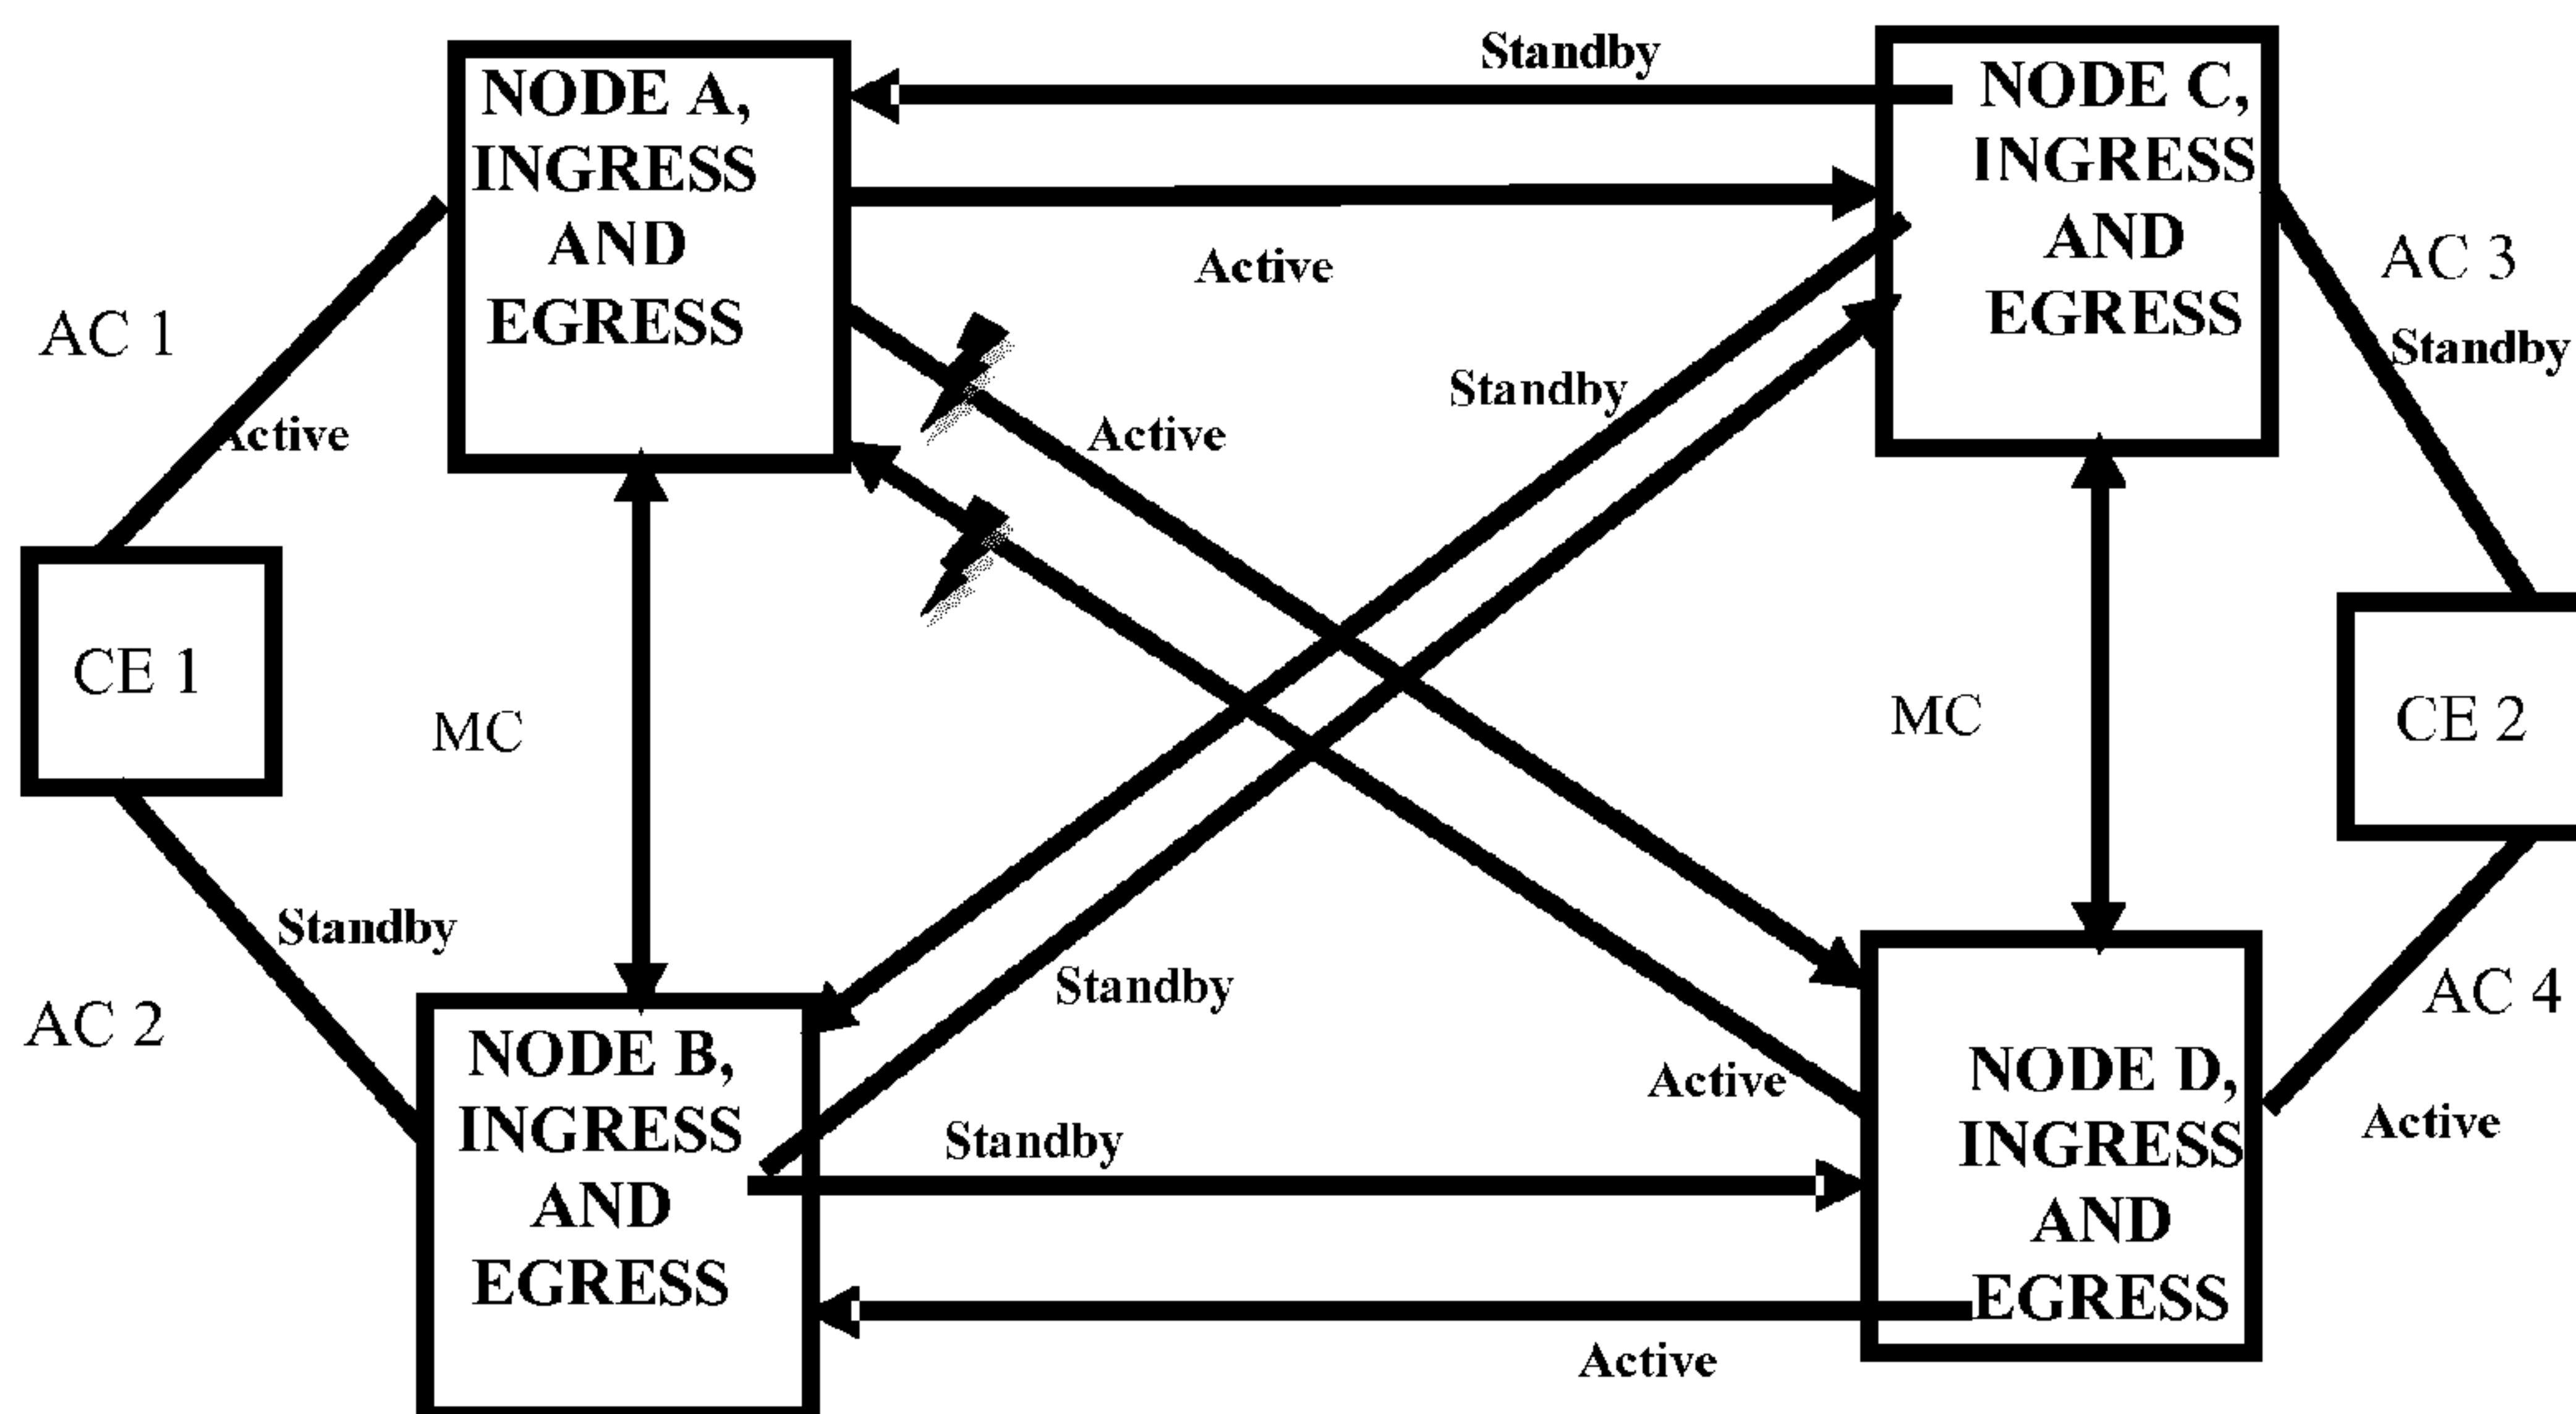 Standby
NODE A,
INGRESS
AND
EGRESS
NODE C,
INGRESS
AND
EGRESS
Active
AC 3
AC 1
Standby
Standby
Active
Active
CE 1
MC
MC
CE 2
Standby
AC 2
Standby
AC 4
NODE B,
INGRESS
AND
EGRESS
Active
NODE D,
INGRESS
AND
EGRESS
Standby
Active
Active